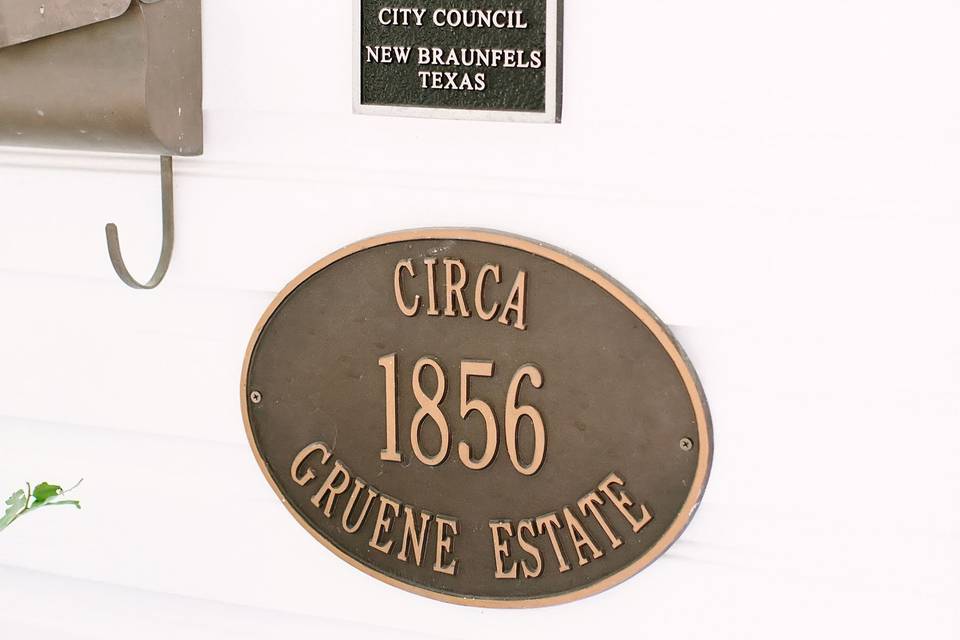 CITY COUNCIL
NEW BRAUNFELS
TEXAS
CIRCA
1856
GRUENE ESTATE